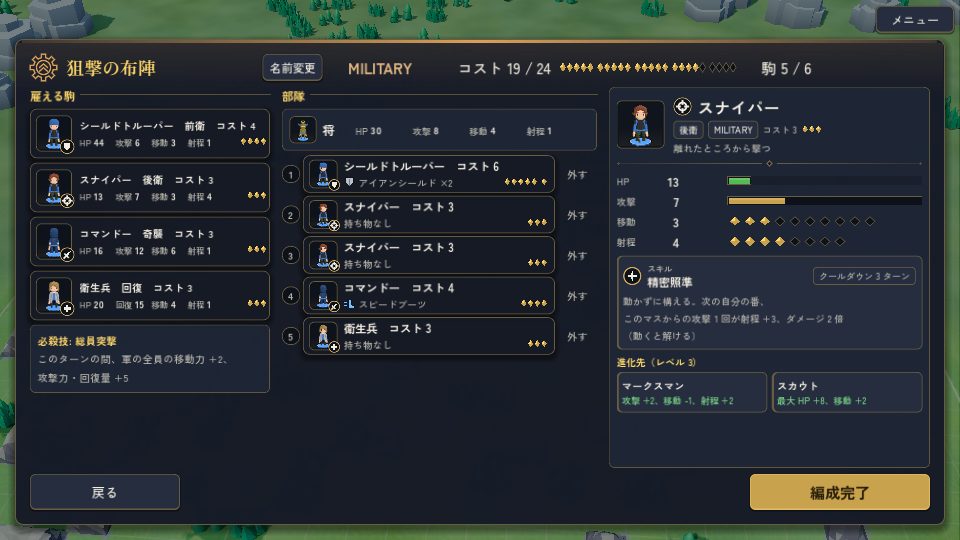 メニュー
狙撃の布陣
名前変更
MILITARY
コスト 19 / 24
駒 5 / 6
雇える駒
シールドトルーパー 前衛 コスト 4
HP 44 攻撃 6 移動 3 射程 1
スナイパー 後衛 コスト 3
HP 13 攻撃 7 移動 3 射程 4
コマンドー 奇襲 コスト 3
HP 16 攻撃 12 移動 6 射程 1
衛生兵 回復 コスト 3
HP 20 回復 15 移動 4 射程 1
必殺技: 総員突撃
このターンの間、軍の全員の移動力 +2、
攻撃力・回復量 +5
部隊
将 HP 30 攻撃 8 移動 4 射程 1
1 シールドトルーパー コスト 6
アイアンシールド ×2
外す
2 スナイパー コスト 3
持ち物なし
外す
3 スナイパー コスト 3
持ち物なし
外す
4 コマンドー コスト 4
スピードブーツ
外す
5 衛生兵 コスト 3
持ち物なし
外す
スナイパー
後衛 MILITARY コスト 3
離れたところから撃つ
HP 13
攻撃 7
移動 3
射程 4
スキル
精密照準
クールダウン 3 ターン
動かずに構える。次の自分の番、
このマスからの攻撃 1 回が射程 +3、ダメージ 2 倍
（動くと解ける）
進化先（レベル 3）
マークスマン
攻撃 +2、移動 -1、射程 +2
スカウト
最大 HP +8、移動 +2
戻る
編成完了